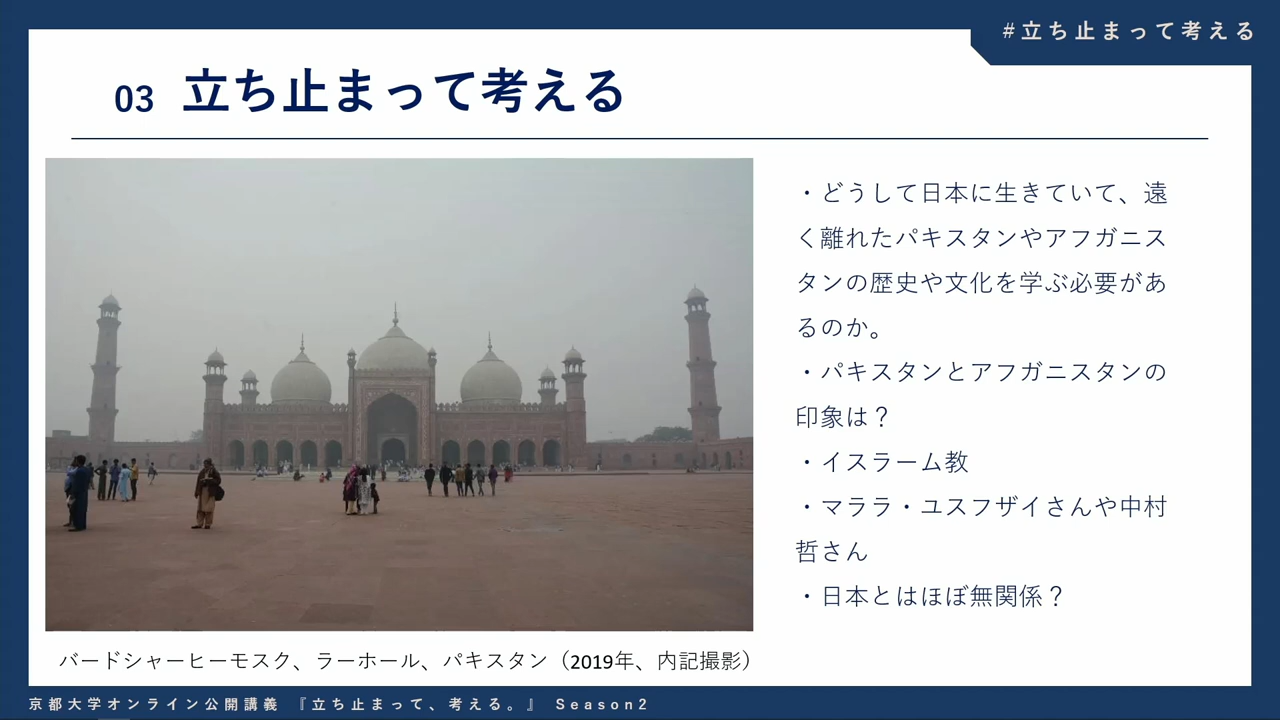 #立ち止まって考える
03 立ち止まって考える
・どうして日本に生きていて、遠
く離れたパキスタンやアフガニス
タンの歴史や文化を学ぶ必要があ
るのか。
・パキスタンとアフガニスタンの
印象は？
・イスラーム教
・マララ・ユスフザイさんや中村
哲さん
・日本とはほぼ無関係？
バードシャーヒーモスク、ラーホール、パキスタン（2019年、内記撮影）
京都大学オンライン公開講義 『立ち止まって、考える。』 Season2